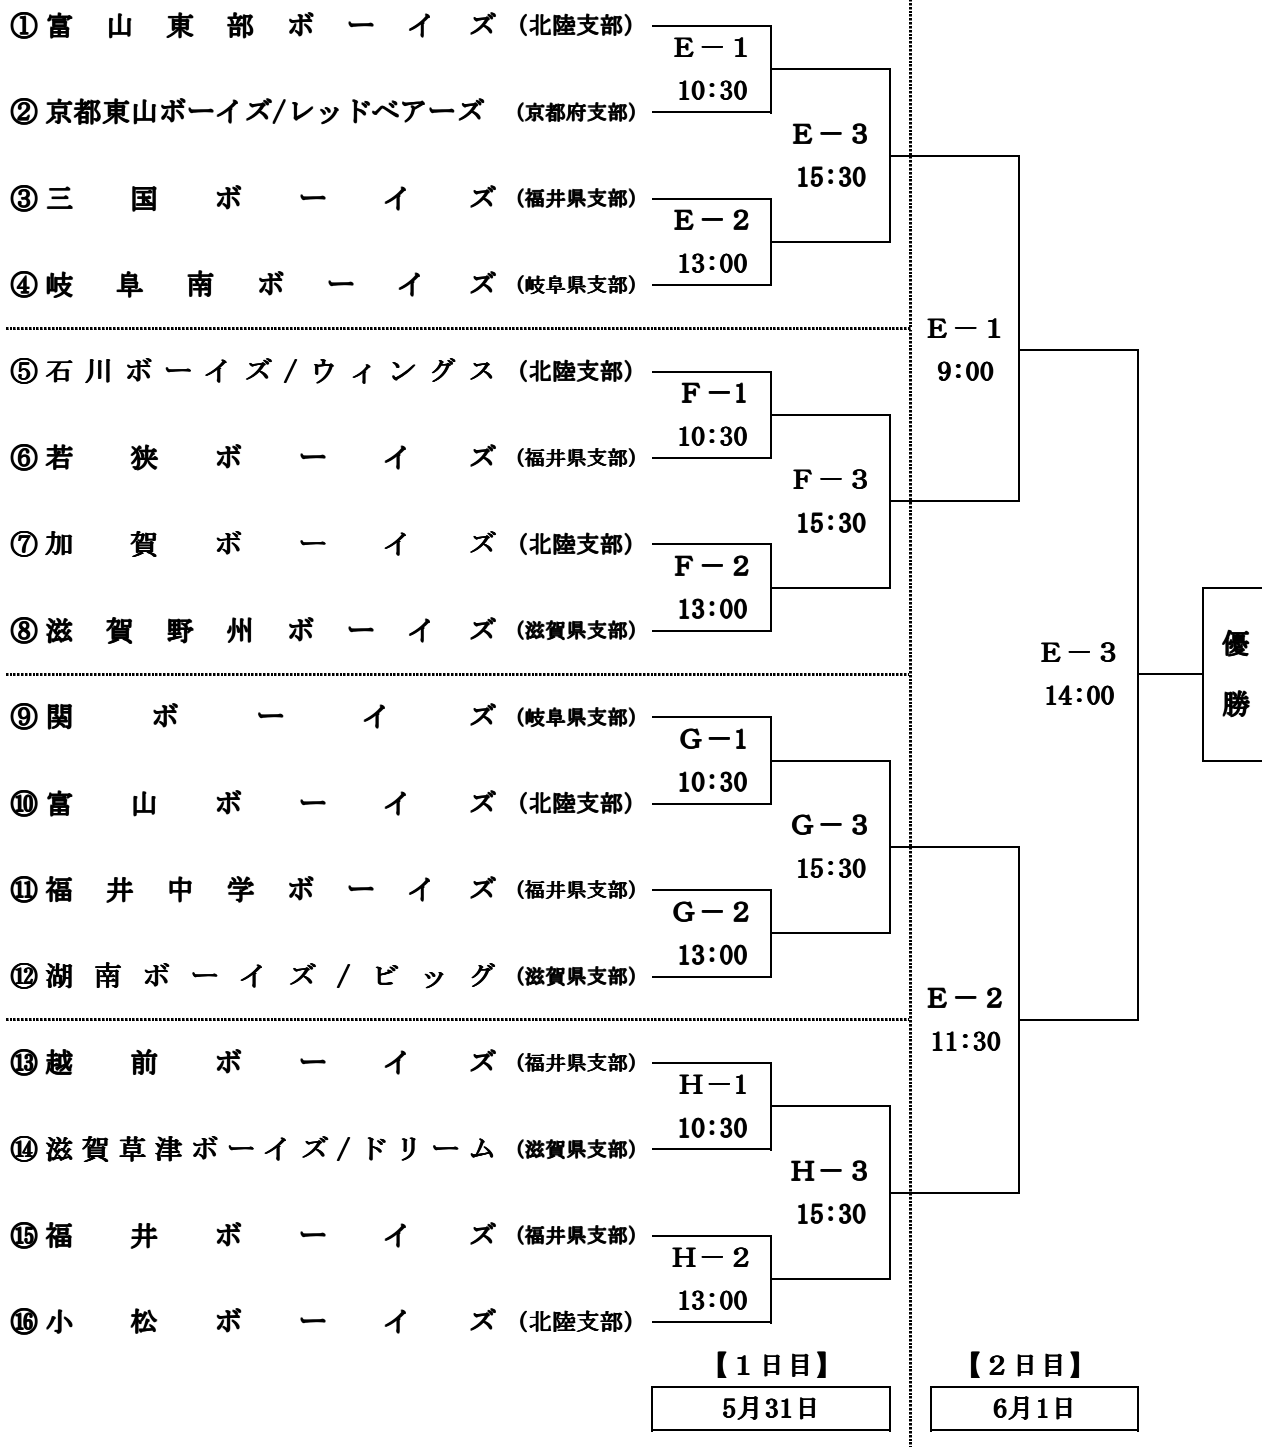 ①富山東部ボーイズ（北陸支部）
E－1
10:30
②京都東山ボーイズ/レッドベアーズ（京都府支部）
E－3
15:30
③三国ボーイズ（福井県支部）
E－2
13:00
④岐阜南ボーイズ（岐阜県支部）
E－1
9:00
⑤石川ボーイズ/ウィングス（北陸支部）
F－1
10:30
⑥若狭ボーイズ（福井県支部）
F－3
15:30
⑦加賀ボーイズ（北陸支部）
F－2
13:00
⑧滋賀野州ボーイズ（滋賀県支部）
E－3
14:00
優勝
⑨関ボーイズ（岐阜県支部）
G－1
10:30
⑩富山ボーイズ（北陸支部）
G－3
15:30
⑪福井中学ボーイズ（福井県支部）
G－2
13:00
⑫湖南ボーイズ/ビッグ（滋賀県支部）
E－2
11:30
⑬越前ボーイズ（福井県支部）
H－1
10:30
⑭滋賀草津ボーイズ/ドリーム（滋賀県支部）
H－3
15:30
⑮福井ボーイズ（福井県支部）
H－2
13:00
⑯小松ボーイズ（北陸支部）
【1日目】
【2日目】
5月31日
6月1日